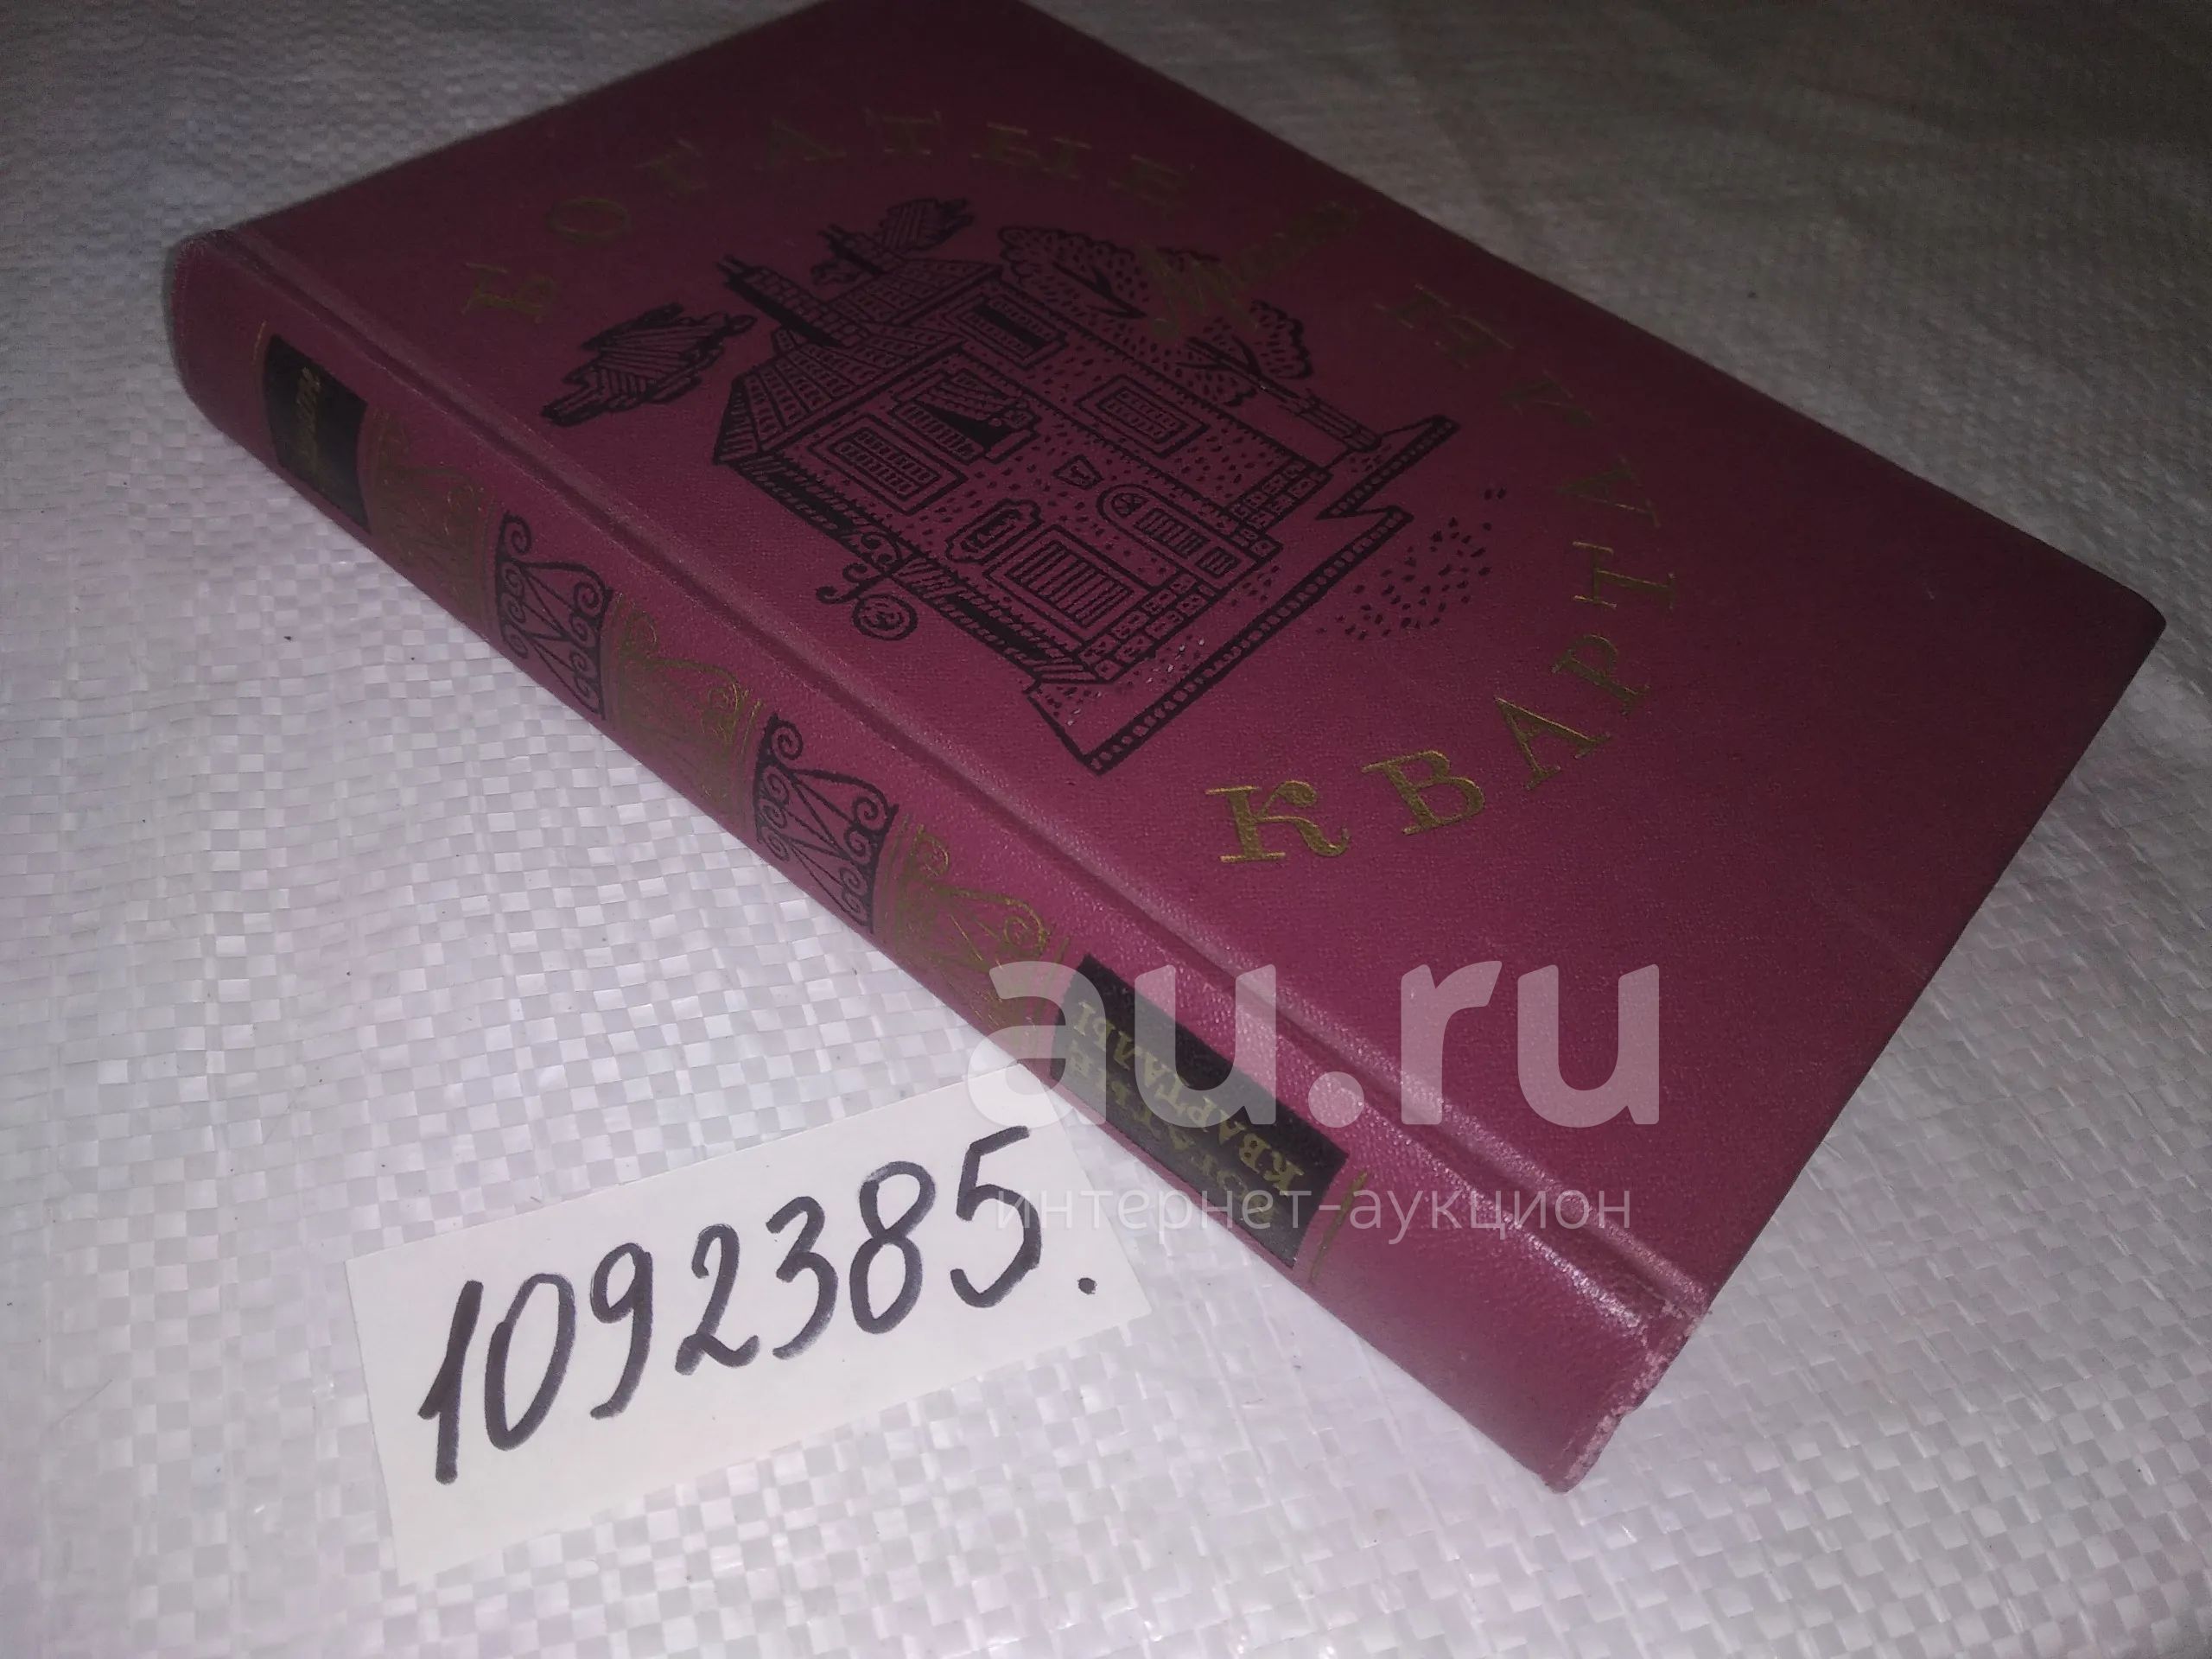 БОГАТЫЕ
КВАРТАЛЫ
БОГАТЫЕ
КВАРТАЛЫ
au.ru
интернет-аукцион
1092385.